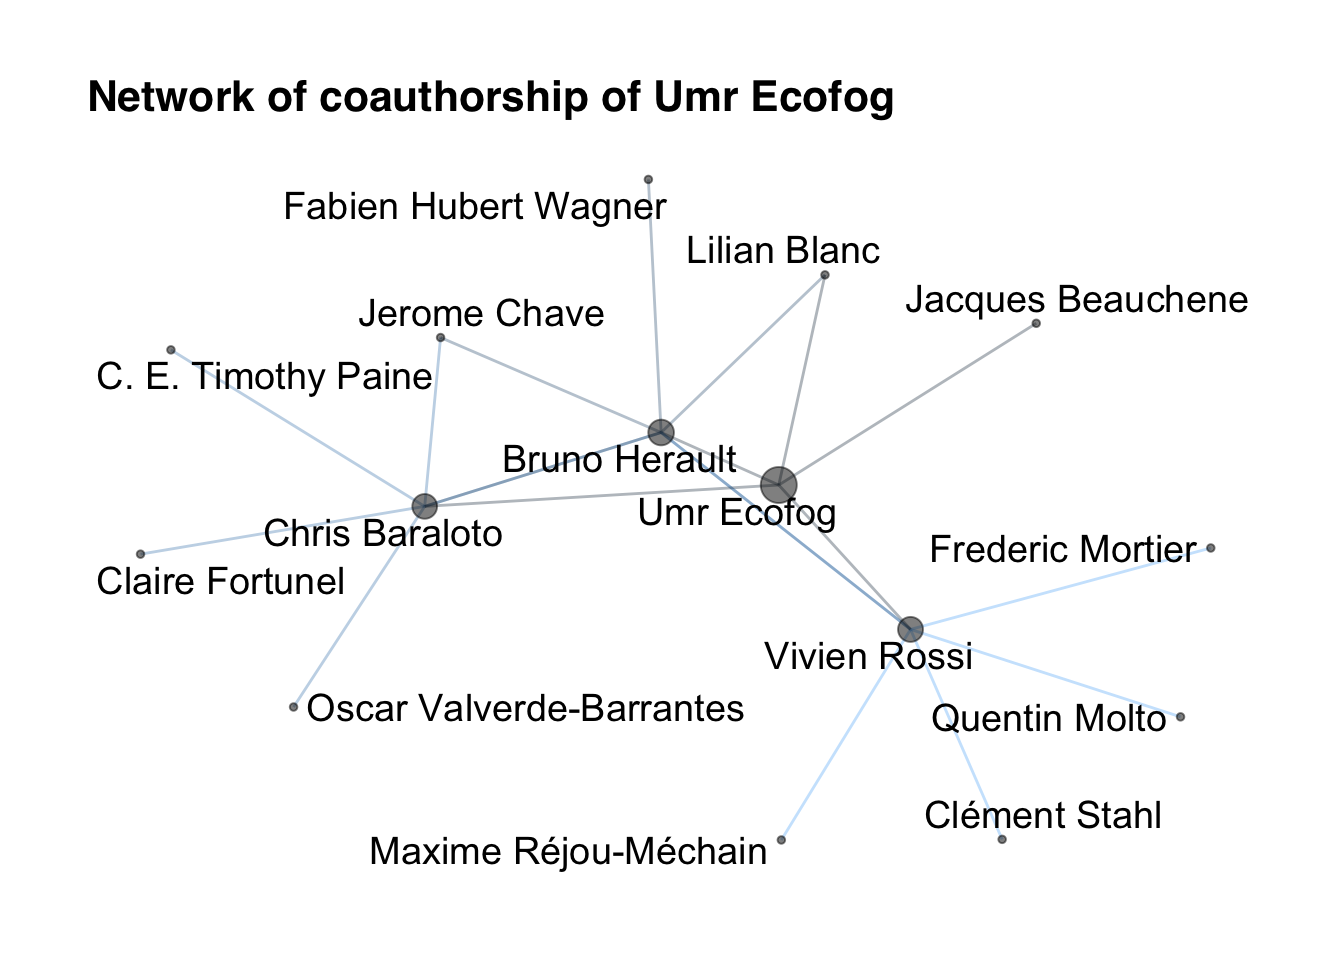 Network of coauthorship of Umr Ecofog
Fabien Hubert Wagner
Lilian Blanc
Jacques Beauchene
Jerome Chave
C. E. Timothy Paine
Bruno Herault
Umr Ecofog
Chris Baraloto
Frederic Mortier
Claire Fortunel
Vivien Rossi
Oscar Valverde-Barrantes
Quentin Molto
Clément Stahl
Maxime Réjou-Méchain